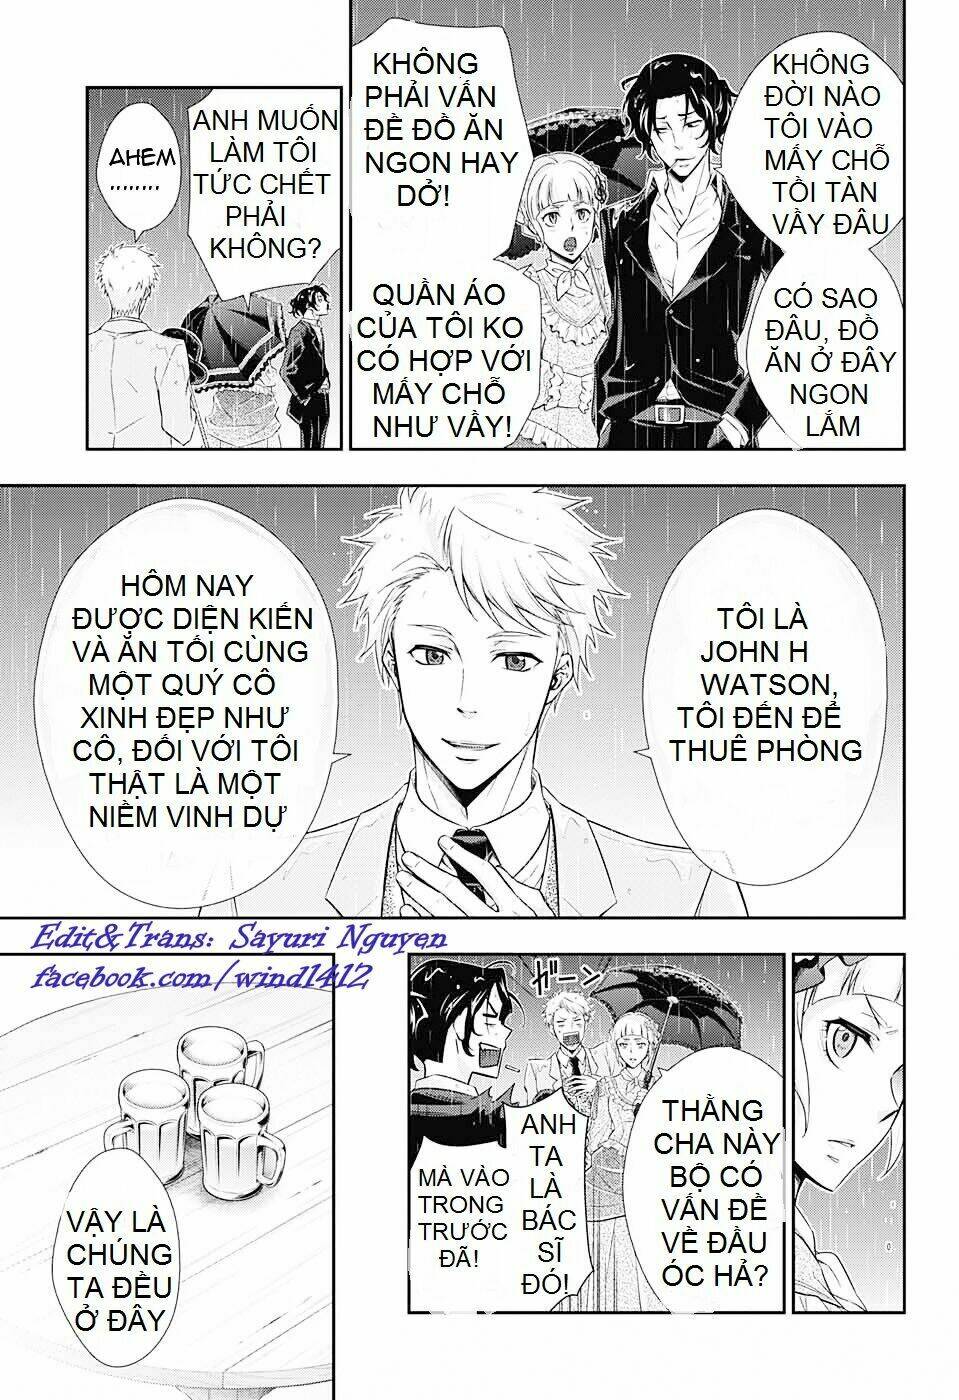 KHÔNG
ĐỜI NÀO
TÔI VÀO
MẤY CHỖ
TỒI TÀN
VẦY ĐÂU
CÓ SAO
ĐÂU, ĐỒ
ĂN Ở ĐÂY
NGON
LẮM
KHÔNG
PHẢI VẤN
ĐỀ ĐỒ ĂN
NGON HAY
DỞ!
QUẦN ÁO
CỦA TÔI KO
CÓ HỢP VỚI
MẤY CHỖ
NHƯ VẦY!
ANH MUỐN
LÀM TÔI
TỨC CHẾT
PHẢI
KHÔNG?
AHEM
........
TÔI LÀ
JOHN H
WATSON,
TÔI ĐẾN ĐỂ
THUÊ PHÒNG
HÔM NAY
ĐƯỢC DIỆN KIẾN
VÀ ĂN TỐI CÙNG
MỘT QUÝ CÔ
XINH ĐẸP NHƯ
CÔ, ĐỐI VỚI TÔI
THẬT LÀ MỘT
NIỀM VINH DỰ
Edit&Trans: Sayuri Nguyen
facebook.com/wind1412
ガーン
THẰNG
CHA NÀY
BỘ CÓ
VẤN ĐỀ
VỀ ĐẦU
ÓC HẢ?
ANH
TA
LÀ
BÁC
SĨ
ĐÓ!
MÀ VÀO
TRONG
TRƯỚC
ĐÃ!
VẬY LÀ
CHÚNG
TA ĐỀU
Ở ĐÂY